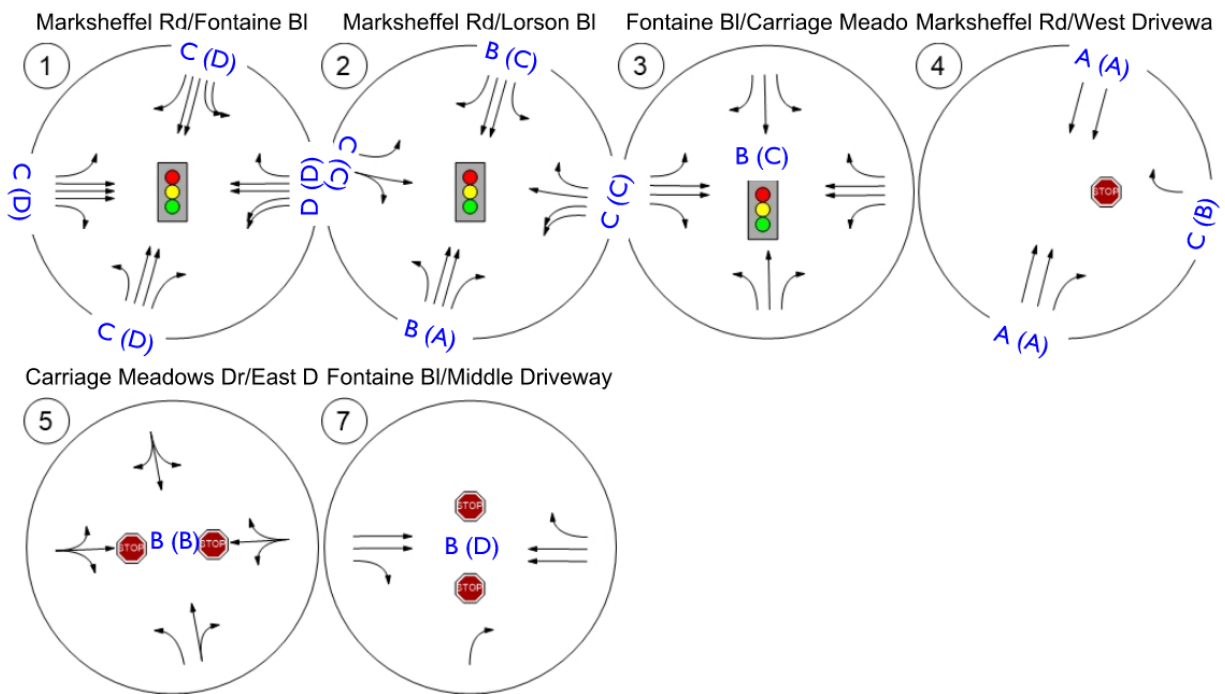 Marksheffel Rd/Fontaine Bl
Marksheffel Rd/Lorson Bl
Fontaine Bl/Carriage Meado
Marksheffel Rd/West Drivewa
1
C (D)
C (D)
D (D)
C (D)
2
B (C)
C (C)
C (C)
B (A)
3
B (C)
4
A (A)
STOP
C (B)
A (A)
Carriage Meadows Dr/East D
Fontaine Bl/Middle Driveway
5
STOP
B (B)
STOP
7
STOP
B (D)
STOP